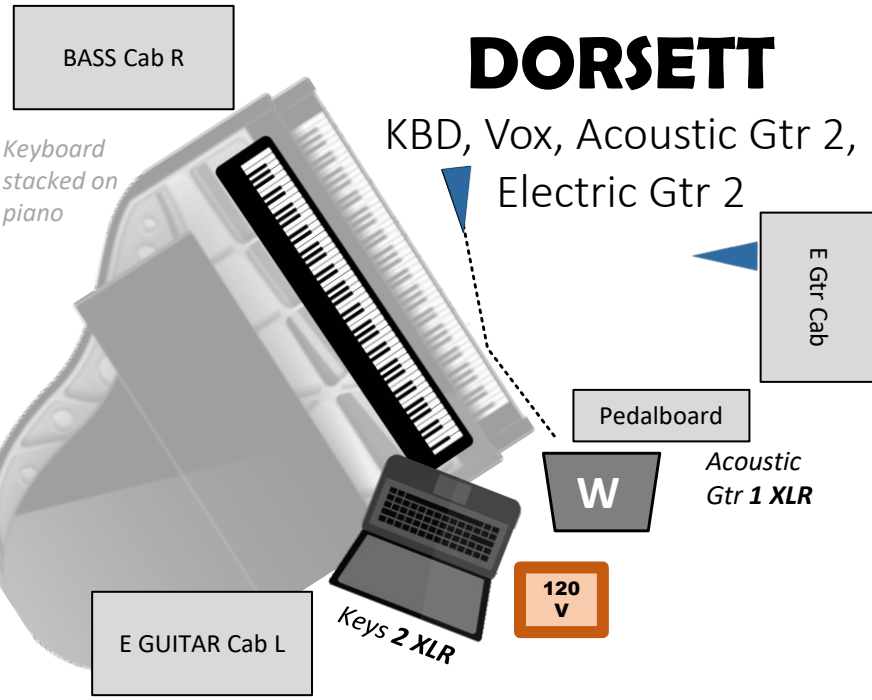 BASS Cab R
DORSETT
KBD, Vox, Acoustic Gtr 2,
Electric Gtr 2
Keyboard
stacked on
piano
E Gtr Cab
Pedalboard
Acoustic
Gtr 1 XLR
W
120
V
Keys 2 XLR
E GUITAR Cab L